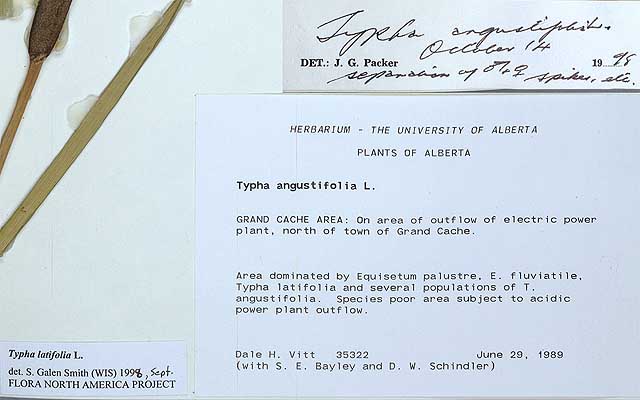 Typha angustifolia.
October 14
DET.: J. G. Packer 1998
separation of ♂+♀ spikes, etc.
HERBARIUM - THE UNIVERSITY OF ALBERTA
PLANTS OF ALBERTA
Typha angustifolia L.
GRAND CACHE AREA: On area of outflow of electric power
plant, north of town of Grand Cache.
Area dominated by Equisetum palustre, E. fluviatile,
Typha latifolia and several populations of T.
angustifolia. Species poor area subject to acidic
power plant outflow.
Dale H. Vitt 35322 June 29, 1989
(with S. E. Bayley and D. W. Schindler)
Typha latifolia L.
det. S. Galen Smith (WIS) 1998, Sept.
FLORA NORTH AMERICA PROJECT